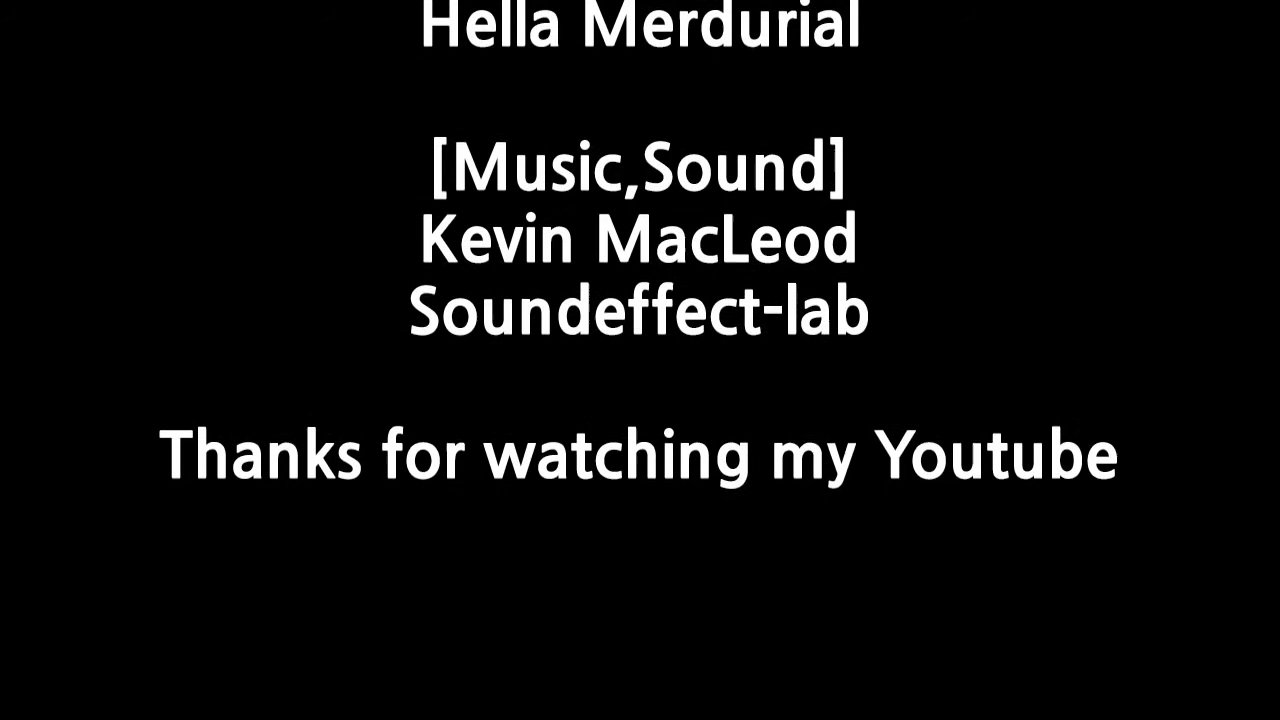 Hella Merdurial
[Music,Sound]
Kevin MacLeod
Soundeffect-lab
Thanks for watching my Youtube